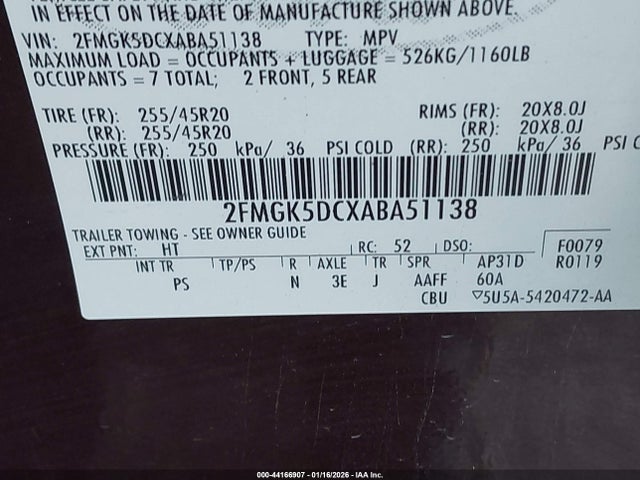 IN EFFECT ON THE DATE OF MANUFACTURE SHOWN ABOVE.
VIN: 2FMGK5DCXABA51138 TYPE: MPV
MAXIMUM LOAD = OCCUPANTS + LUGGAGE = 526KG/1160LB
OCCUPANTS = 7 TOTAL; 2 FRONT, 5 REAR
TIRE (FR): 255/45R20 RIMS (FR): 20X8.0J
(RR): 255/45R20 (RR): 20X8.0J
PRESSURE (FR): 250 kPa/ 36 PSI COLD (RR): 250 kPa/ 36 PSI C
2FMGK5DCXABA51138
TRAILER TOWING - SEE OWNER GUIDE
EXT PNT: HT RC: 52 DSO: F0079
INT TR TP/PS R AXLE TR SPR AP31D R0119
PS N 3E J AAFF 60A
CBU ▽5U5A-5420472-AA
000-44166907 - 01/16/2026 - IAA Inc.